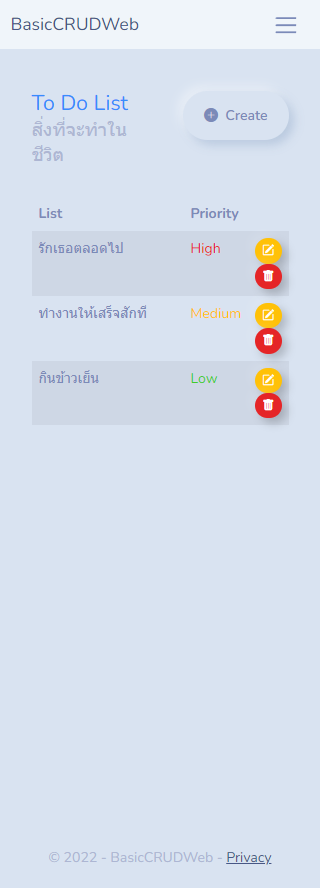 BasicCRUDWeb
To Do List
สิ่งที่จะทำใน
ชีวิต
Create
List Priority
รักเธอตลอดไป High
ทำงานให้เสร็จสักที Medium
กินข้าวเย็น Low
© 2022 - BasicCRUDWeb - Privacy